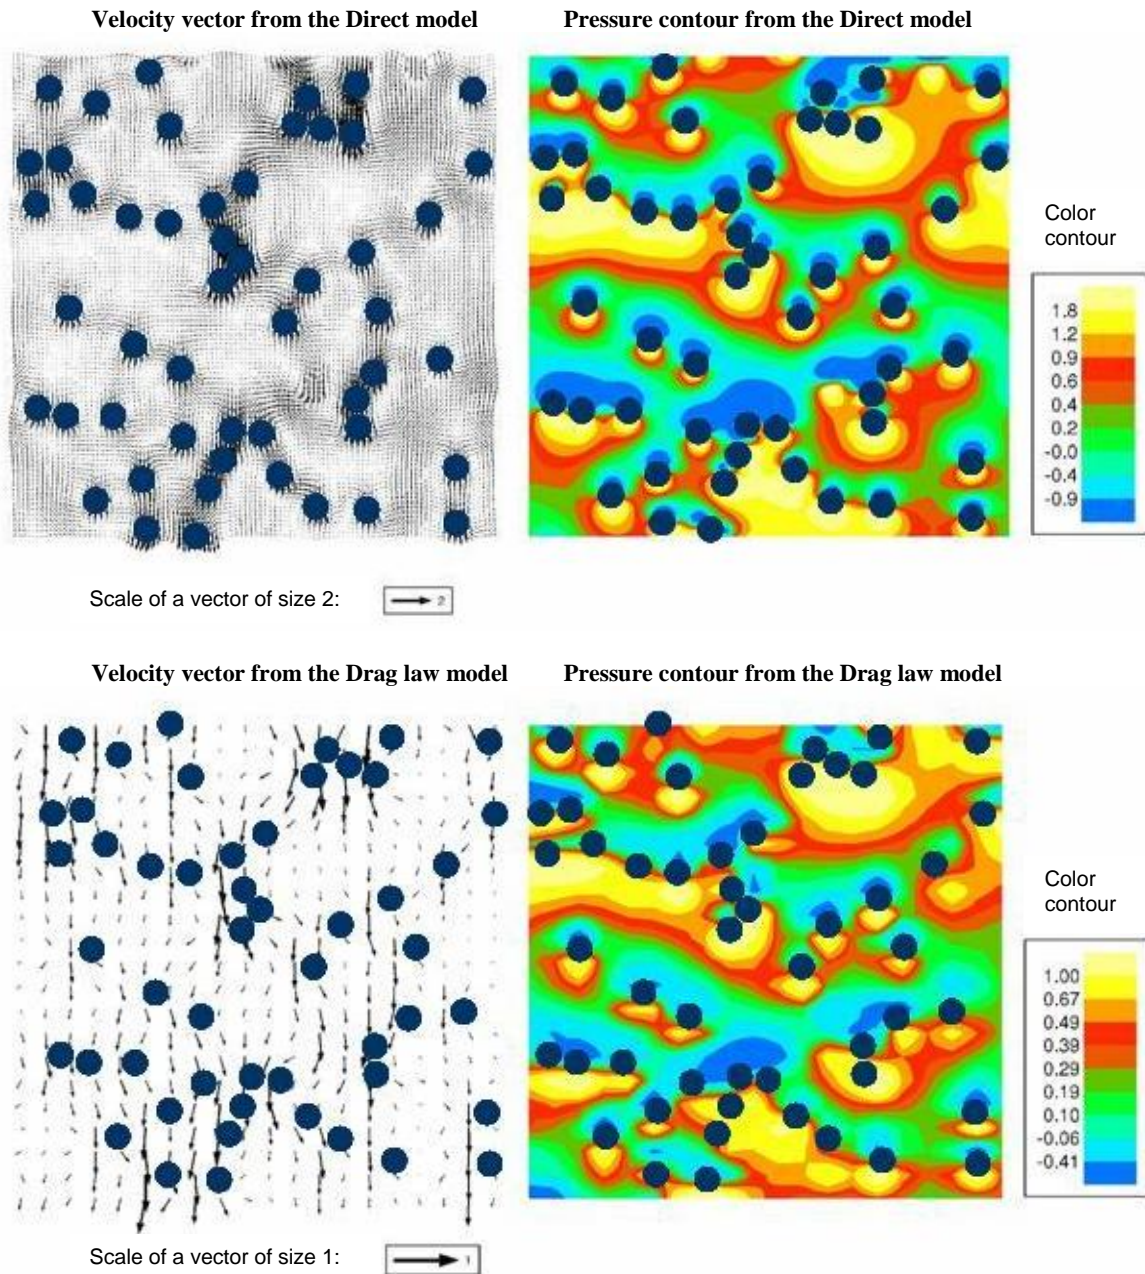 Velocity vector from the Direct model
Pressure contour from the Direct model
Color
contour
1.8
1.2
0.9
0.6
0.4
0.2
-0.0
-0.4
-0.9
Scale of a vector of size 2:
2
Velocity vector from the Drag law model
Pressure contour from the Drag law model
Color
contour
1.00
0.67
0.49
0.39
0.29
0.19
0.10
-0.06
-0.41
Scale of a vector of size 1:
1